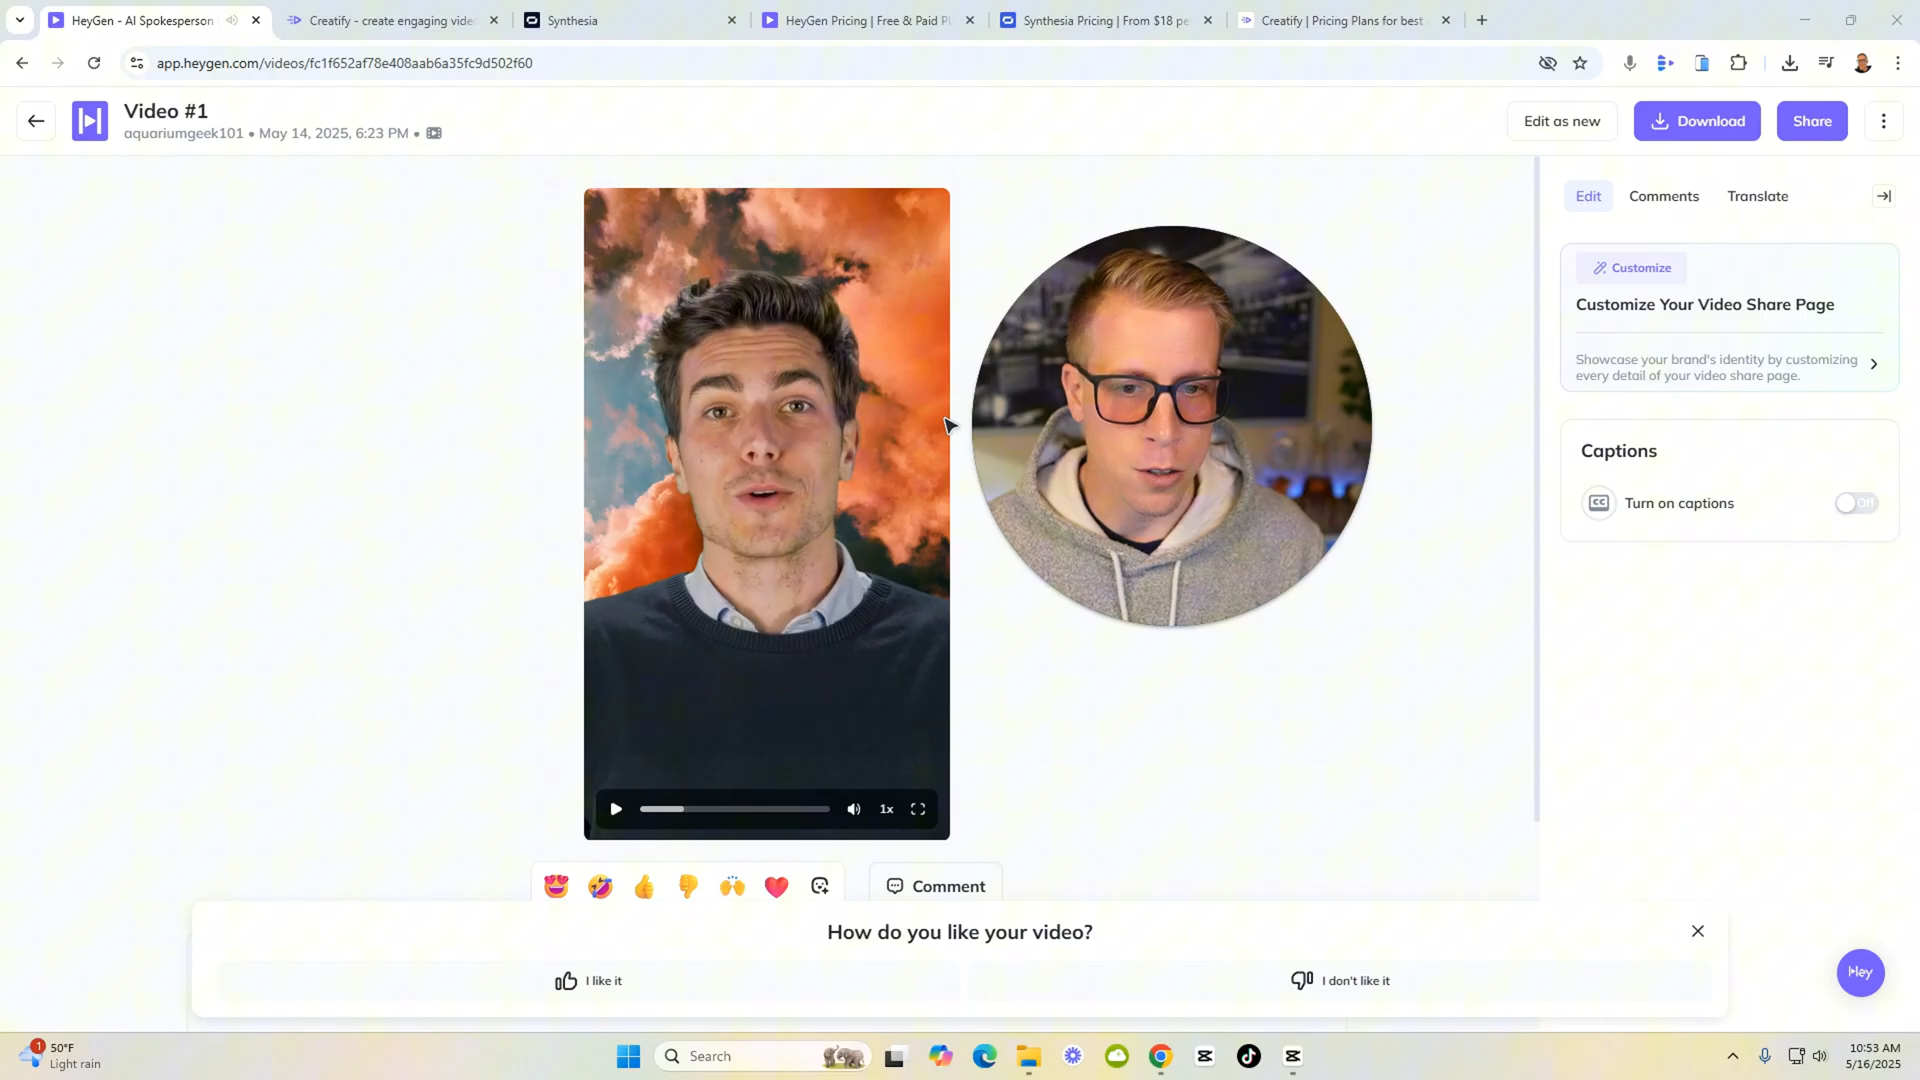 HeyGen - AI Spokesperson
Creatify - create engaging video
Synthesia
HeyGen Pricing | Free & Paid Pl
Synthesia Pricing | From $18 pe
Creatify | Pricing Plans for best
app.heygen.com/videos/fc1f652af78e408aab6a35fc9d502f60
Video #1
aquariumgeek101 • May 14, 2025, 6:23 PM •
Edit as new
Download
Share
Edit
Comments
Translate
Customize
Customize Your Video Share Page
Showcase your brand's identity by customizing
every detail of your video share page.
Captions
CC
Turn on captions
Off
1x
Comment
How do you like your video?
I like it
I don't like it
Hey
1
50°F
Light rain
Search
10:53 AM
5/16/2025